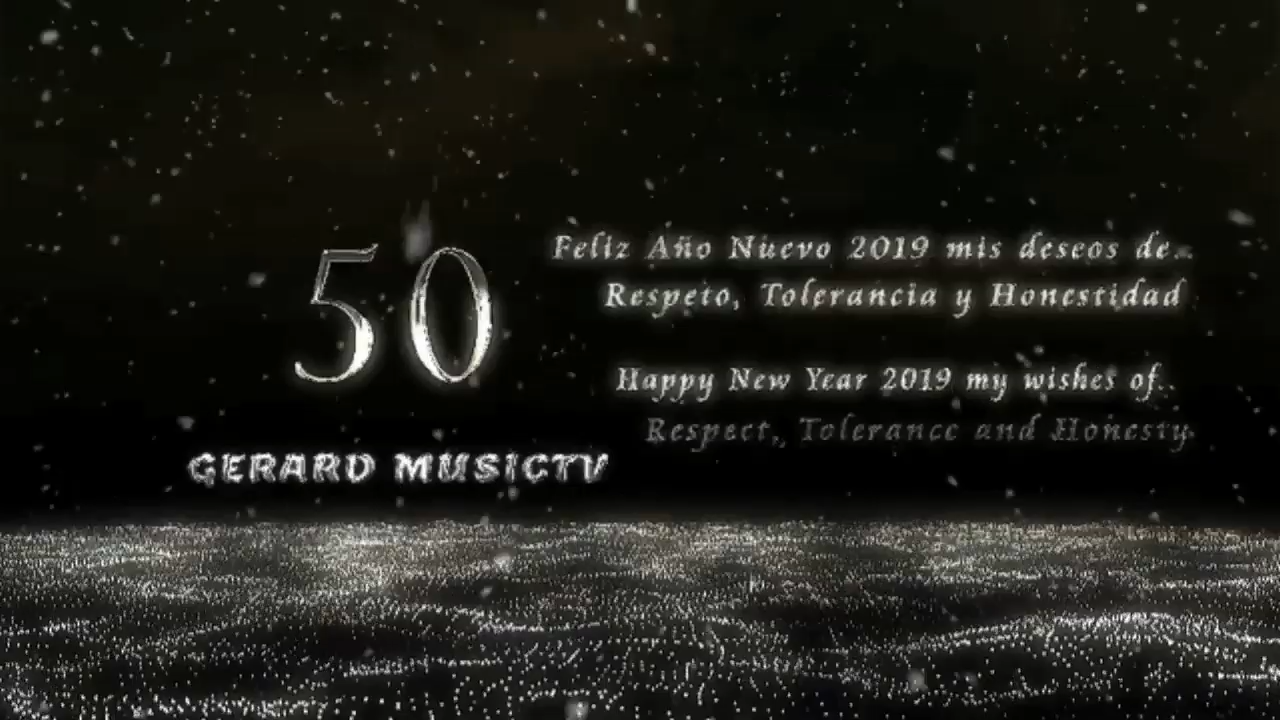 50
GERARD MUSICTV
Feliz Año Nuevo 2019 mis deseos de..
Respeto, Tolerancia y Honestidad
Happy New Year 2019 my wishes of..
Respect, Tolerance and Honesty